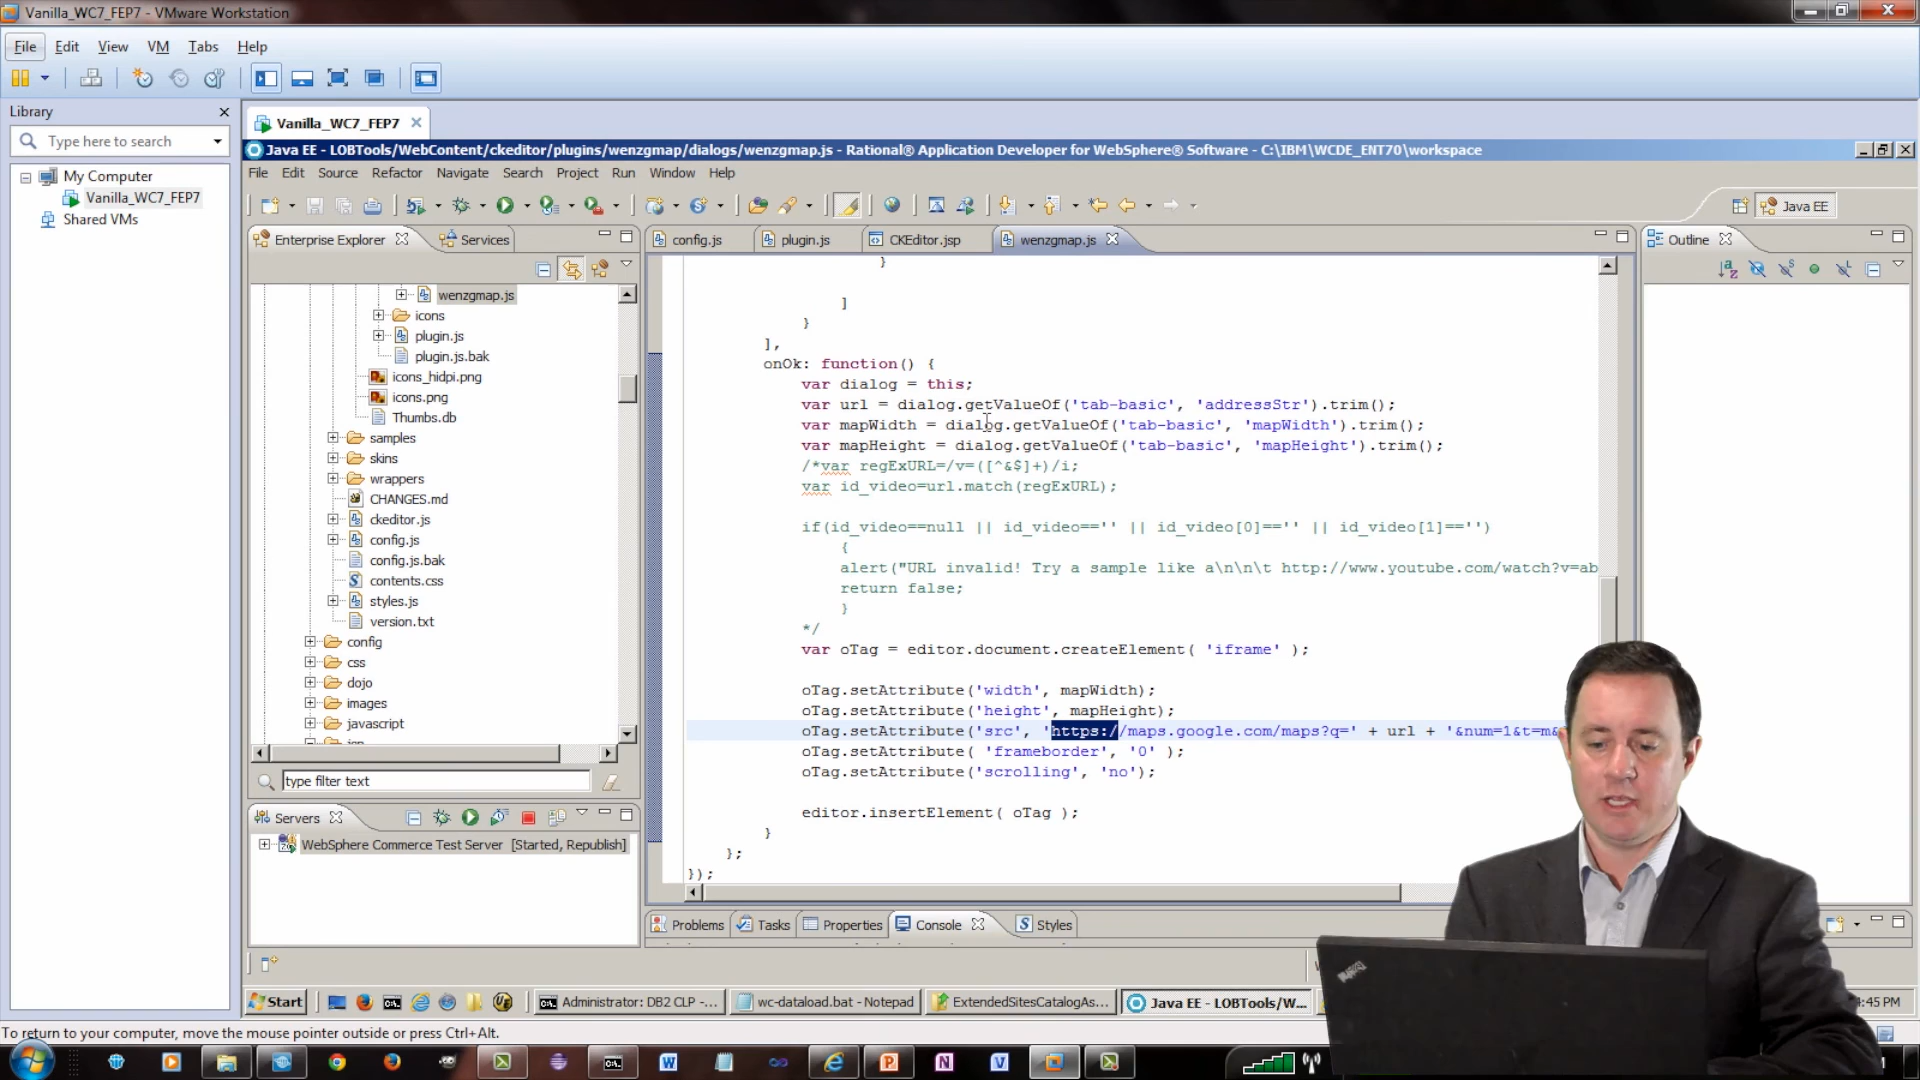 Vanilla_WC7_FEP7 - VMware Workstation
File Edit View VM Tabs Help
Library
Type here to search
My Computer
Vanilla_WC7_FEP7
Shared VMs
Vanilla_WC7_FEP7
Java EE - LOBTools/WebContent/ckeditor/plugins/wenzgmap/dialogs/wenzgmap.js - Rational® Application Developer for WebSphere® Software - C:\IBM\WCDE_ENT70\workspace
File Edit Source Refactor Navigate Search Project Run Window Help
Java EE
Enterprise Explorer Services
wenzgmap.js
icons
plugin.js
plugin.js.bak
icons_hidpi.png
icons.png
Thumbs.db
samples
skins
wrappers
CHANGES.md
ckeditor.js
config.js
config.js.bak
contents.css
styles.js
version.txt
config
css
dojo
images
javascript
type filter text
Servers
WebSphere Commerce Test Server [Started, Republish]
config.js plugin.js CKEditor.jsp wenzgmap.js
}
]
}
],
onOk: function() {
var dialog = this;
var url = dialog.getValueOf('tab-basic', 'addressStr').trim();
var mapWidth = dialog.getValueOf('tab-basic', 'mapWidth').trim();
var mapHeight = dialog.getValueOf('tab-basic', 'mapHeight').trim();
/*var regExURL=/v=([^&$]+)/i;
var id_video=url.match(regExURL);
if(id_video==null || id_video=='' || id_video[0]=='' || id_video[1]=='')
{
alert("URL invalid! Try a sample like a\n\n\t http://www.youtube.com/watch?v=ab
return false;
}
*/
var oTag = editor.document.createElement( 'iframe' );
oTag.setAttribute('width', mapWidth);
oTag.setAttribute('height', mapHeight);
oTag.setAttribute('src', 'https://maps.google.com/maps?q=' + url + '&num=1&t=m&
oTag.setAttribute( 'frameborder', '0' );
oTag.setAttribute('scrolling', 'no');
editor.insertElement( oTag );
}
};
});
Outline
Problems Tasks Properties Console Styles
Start
Administrator: DB2 CLP -...
wc-dataload.bat - Notepad
ExtendedSitesCatalogAs...
Java EE - LOBTools/W...
:45 PM
To return to your computer, move the mouse pointer outside or press Ctrl+Alt.